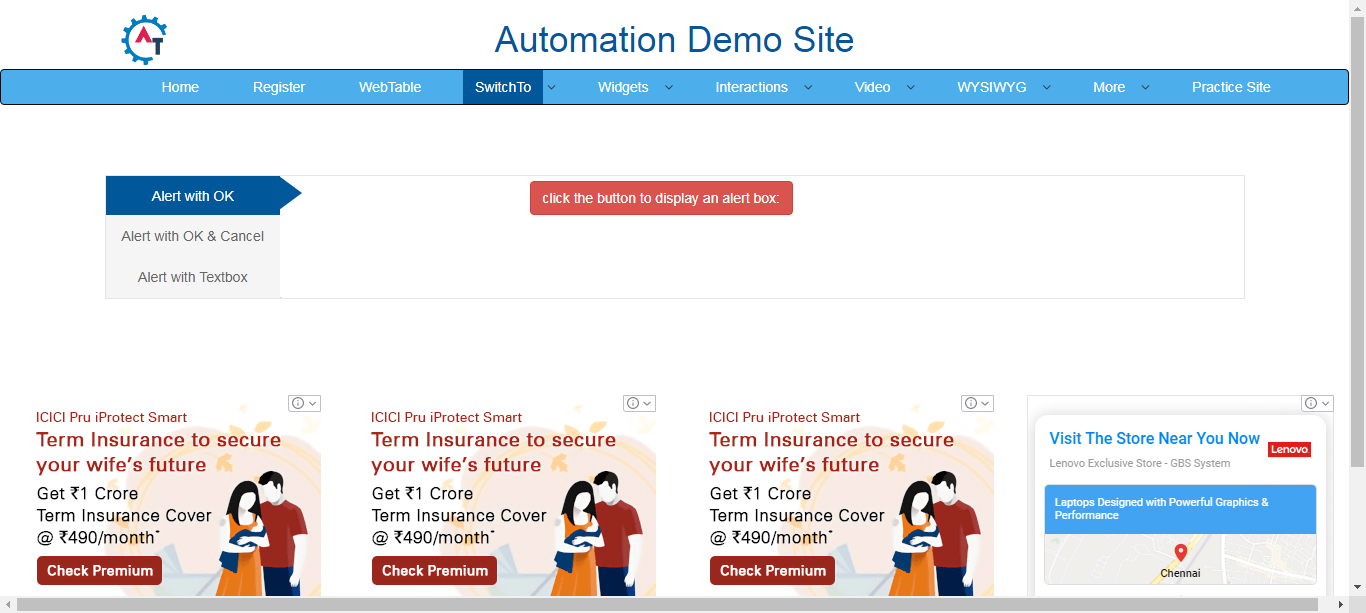 AT
Automation Demo Site
Home Register WebTable SwitchTo Widgets Interactions Video WYSIWYG More Practice Site
Alert with OK
click the button to display an alert box:
Alert with OK & Cancel
Alert with Textbox
ICICI Pru iProtect Smart
Term Insurance to secure
your wife's future
Get ₹1 Crore
Term Insurance Cover
@ ₹490/month*
Check Premium
ICICI Pru iProtect Smart
Term Insurance to secure
your wife's future
Get ₹1 Crore
Term Insurance Cover
@ ₹490/month*
Check Premium
ICICI Pru iProtect Smart
Term Insurance to secure
your wife's future
Get ₹1 Crore
Term Insurance Cover
@ ₹490/month*
Check Premium
Visit The Store Near You Now
Lenovo
Lenovo Exclusive Store - GBS System
Laptops Designed with Powerful Graphics &
Performance
Chennai